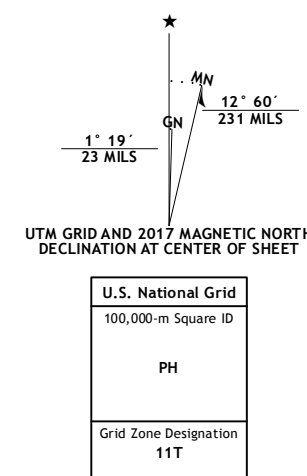 MN
GN
12° 60´
231 MILS
1° 19´
23 MILS
UTM GRID AND 2017 MAGNETIC NORTH
DECLINATION AT CENTER OF SHEET
U.S. National Grid
100,000-m Square ID
PH
Grid Zone Designation
11T